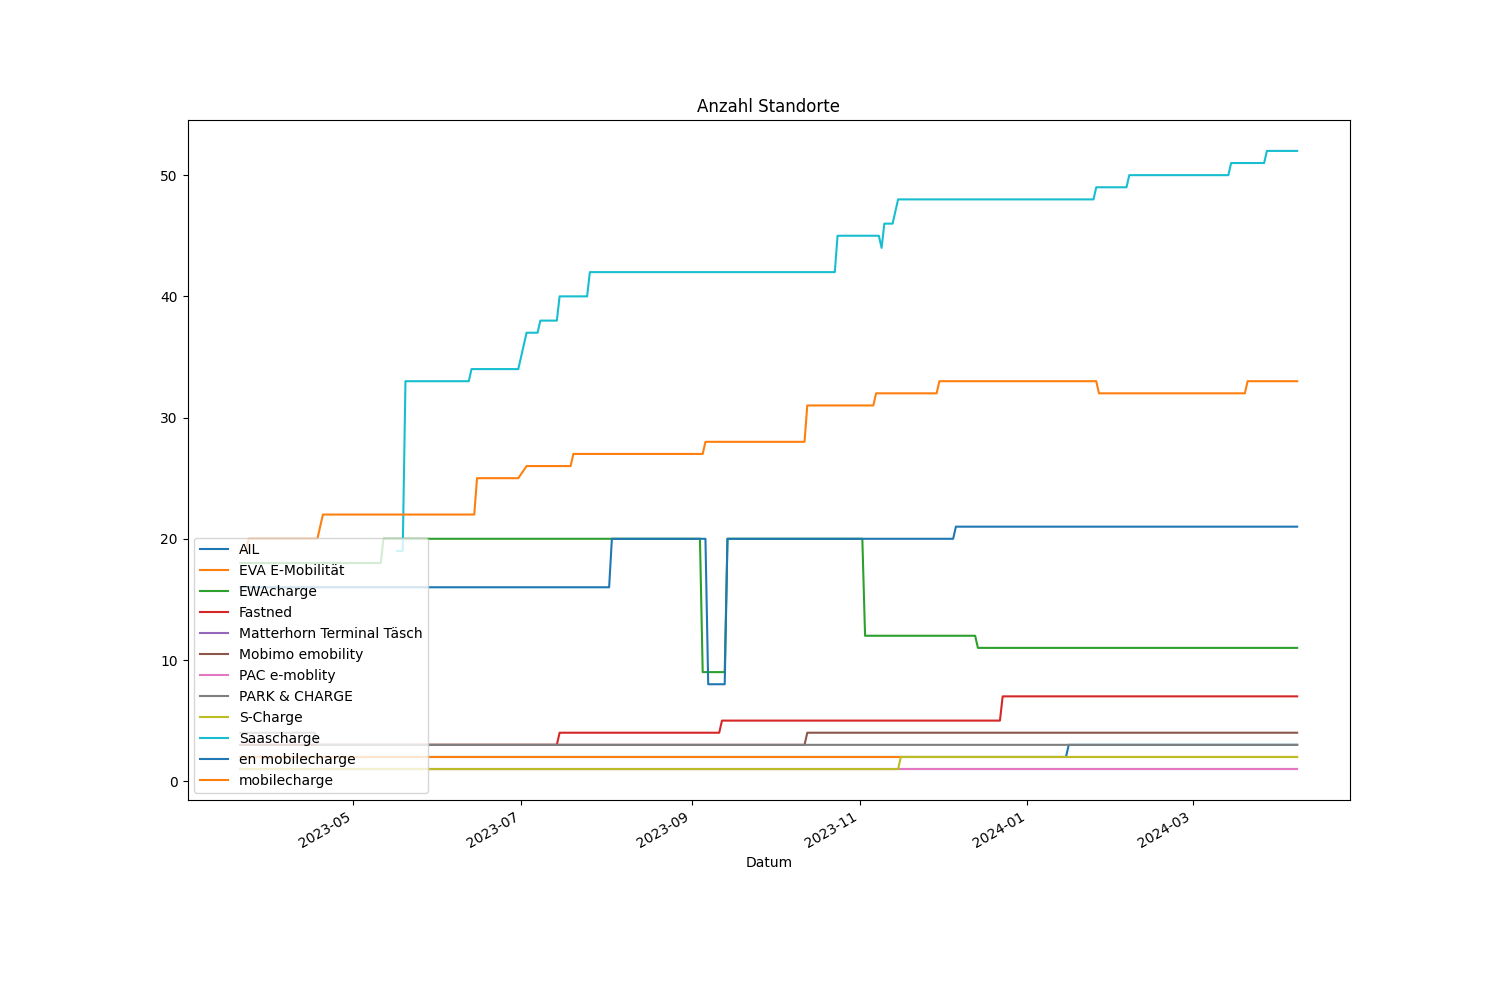 Anzahl Standorte
50
40
30
20
10
0
AIL
EVA E-Mobilität
EWAcharge
Fastned
Matterhorn Terminal Täsch
Mobimo emobility
PAC e-moblity
PARK & CHARGE
S-Charge
Saascharge
en mobilecharge
mobilecharge
2023-05
2023-07
2023-09
2023-11
2024-01
2024-03
Datum